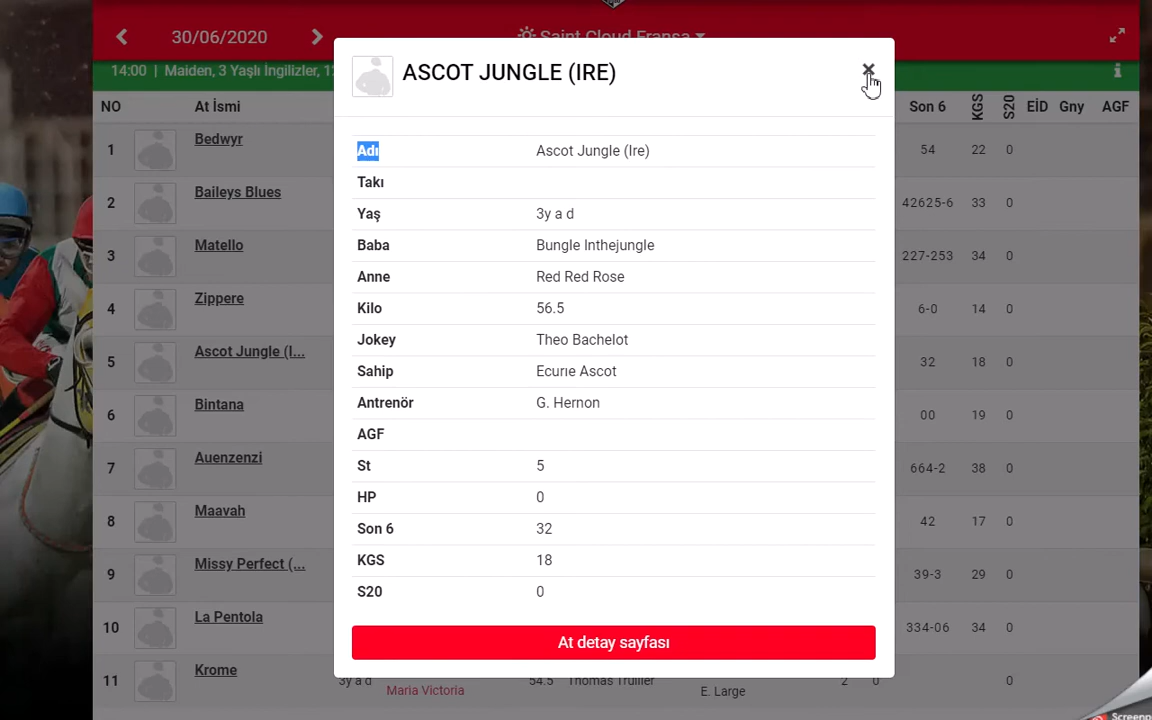 30/06/2020
Saint Cloud Fransa
14:00 | Maiden, 3 Yaşlı İngilizler,
NO At İsmi Son 6 KGS S20 EİD Gny AGF
ASCOT JUNGLE (IRE)
Adı Ascot Jungle (Ire)
Takı
Yaş 3y a d
Baba Bungle Inthejungle
Anne Red Red Rose
Kilo 56.5
Jokey Theo Bachelot
Sahip Ecurıe Ascot
Antrenör G. Hernon
AGF
St 5
HP 0
Son 6 32
KGS 18
S20 0
At detay sayfası
1 Bedwyr 54 22 0
2 Baileys Blues 42625-6 33 0
3 Matello 227-253 34 0
4 Zippere 6-0 14 0
5 Ascot Jungle (I... 32 18 0
6 Bintana 00 19 0
7 Auenzenzi 664-2 38 0
8 Maavah 42 17 0
9 Missy Perfect (... 39-3 29 0
10 La Pentola 334-06 34 0
11 Krome 3y a d Maria Victoria 54.5 Thomas Trullier E. Large 2 0 0